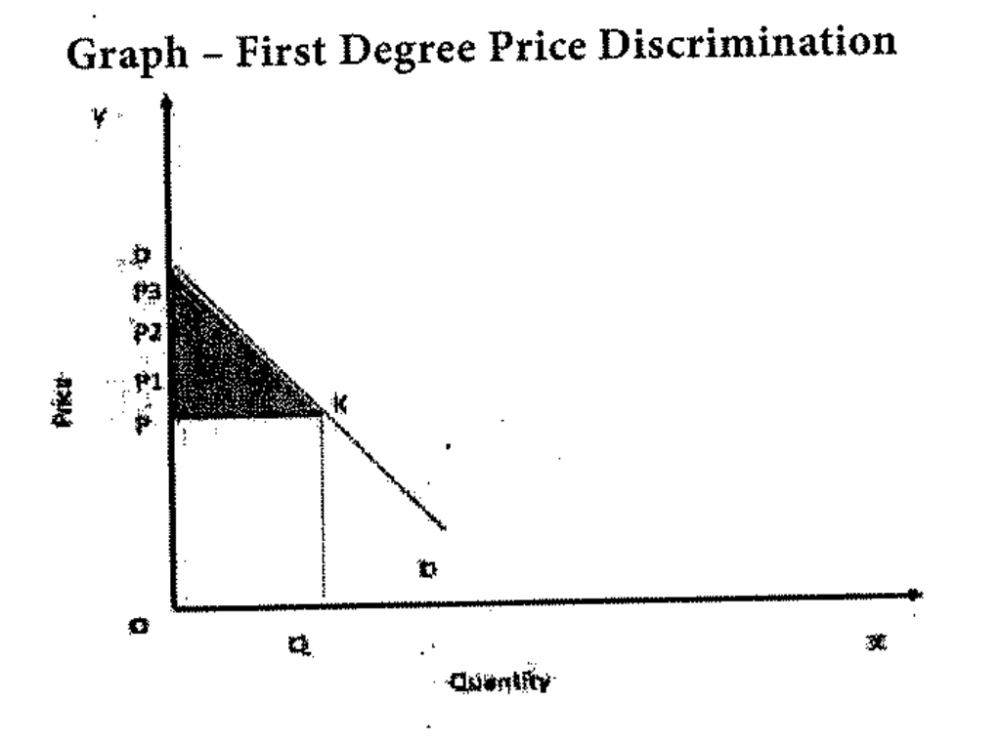 Graph – First Degree Price Discrimination
Y
D
P3
P2
P1
P
Price
K
D
O
Q
X
Quantity